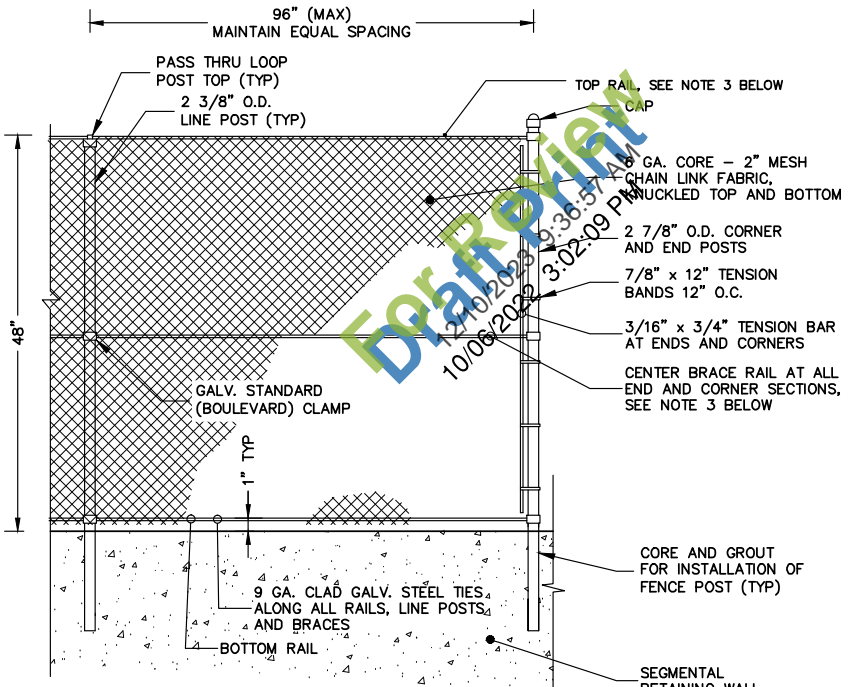 96" (MAX)
MAINTAIN EQUAL SPACING
PASS THRU LOOP
POST TOP (TYP)
2 3/8" O.D.
LINE POST (TYP)
TOP RAIL, SEE NOTE 3 BELOW
CAP
6 GA. CORE – 2" MESH
CHAIN LINK FABRIC,
KNUCKLED TOP AND BOTTOM
2 7/8" O.D. CORNER
AND END POSTS
7/8" x 12" TENSION
BANDS 12" O.C.
3/16" x 3/4" TENSION BAR
AT ENDS AND CORNERS
CENTER BRACE RAIL AT ALL
END AND CORNER SECTIONS,
SEE NOTE 3 BELOW
48"
GALV. STANDARD
(BOULEVARD) CLAMP
1" TYP
9 GA. CLAD GALV. STEEL TIES
ALONG ALL RAILS, LINE POSTS
AND BRACES
BOTTOM RAIL
CORE AND GROUT
FOR INSTALLATION OF
FENCE POST (TYP)
SEGMENTAL
RETAINING WALL
For Review
Draft Print
12/10/2023 9:36:57 AM
10/06/2022 3:02:09 PM